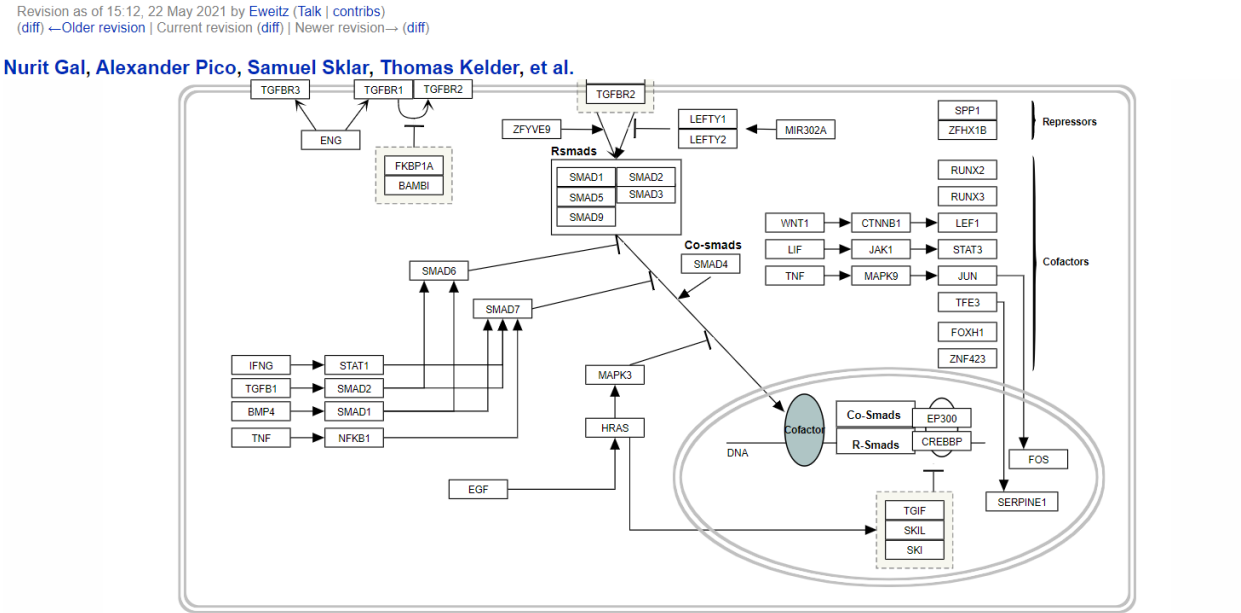 Revision as of 15:12, 22 May 2021 by Eweitz (Talk | contribs)
(diff) ←Older revision | Current revision (diff) | Newer revision→ (diff)
Nurit Gal, Alexander Pico, Samuel Sklar, Thomas Kelder, et al.
TGFBR3
TGFBR1
TGFBR2
ENG
FKBP1A
BAMBI
TGFBR2
ZFYVE9
LEFTY1
LEFTY2
MIR302A
Rsmads
SMAD1
SMAD2
SMAD5
SMAD3
SMAD9
SPP1
ZFHX1B
Repressors
RUNX2
RUNX3
WNT1
CTNNB1
LEF1
LIF
JAK1
STAT3
TNF
MAPK9
JUN
TFE3
FOXH1
ZNF423
Cofactors
Co-smads
SMAD4
SMAD6
SMAD7
IFNG
STAT1
TGFB1
SMAD2
BMP4
SMAD1
TNF
NFKB1
MAPK3
HRAS
EGF
Cofactor
Co-Smads
R-Smads
EP300
CREBBP
DNA
FOS
SERPINE1
TGIF
SKIL
SKI